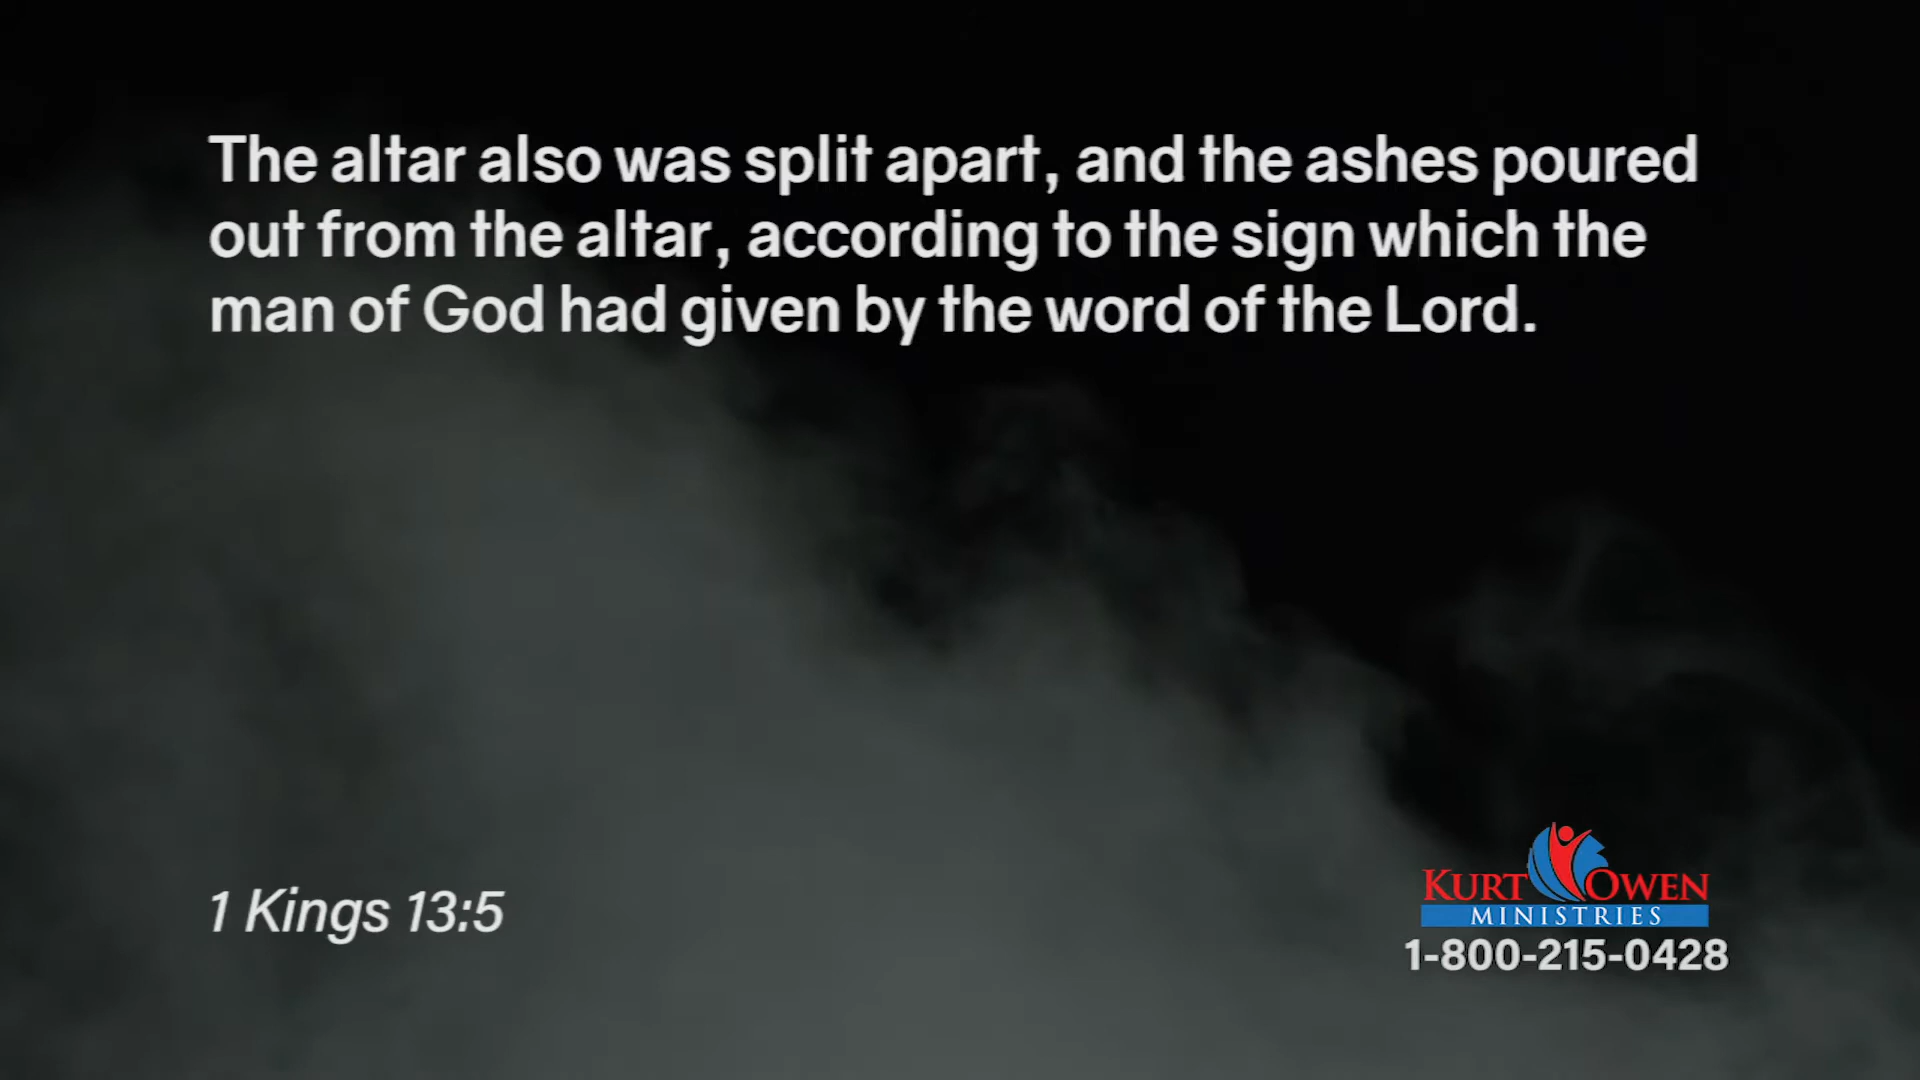 The altar also was split apart, and the ashes poured
out from the altar, according to the sign which the
man of God had given by the word of the Lord.
1 Kings 13:5
KURT OWEN
MINISTRIES
1-800-215-0428